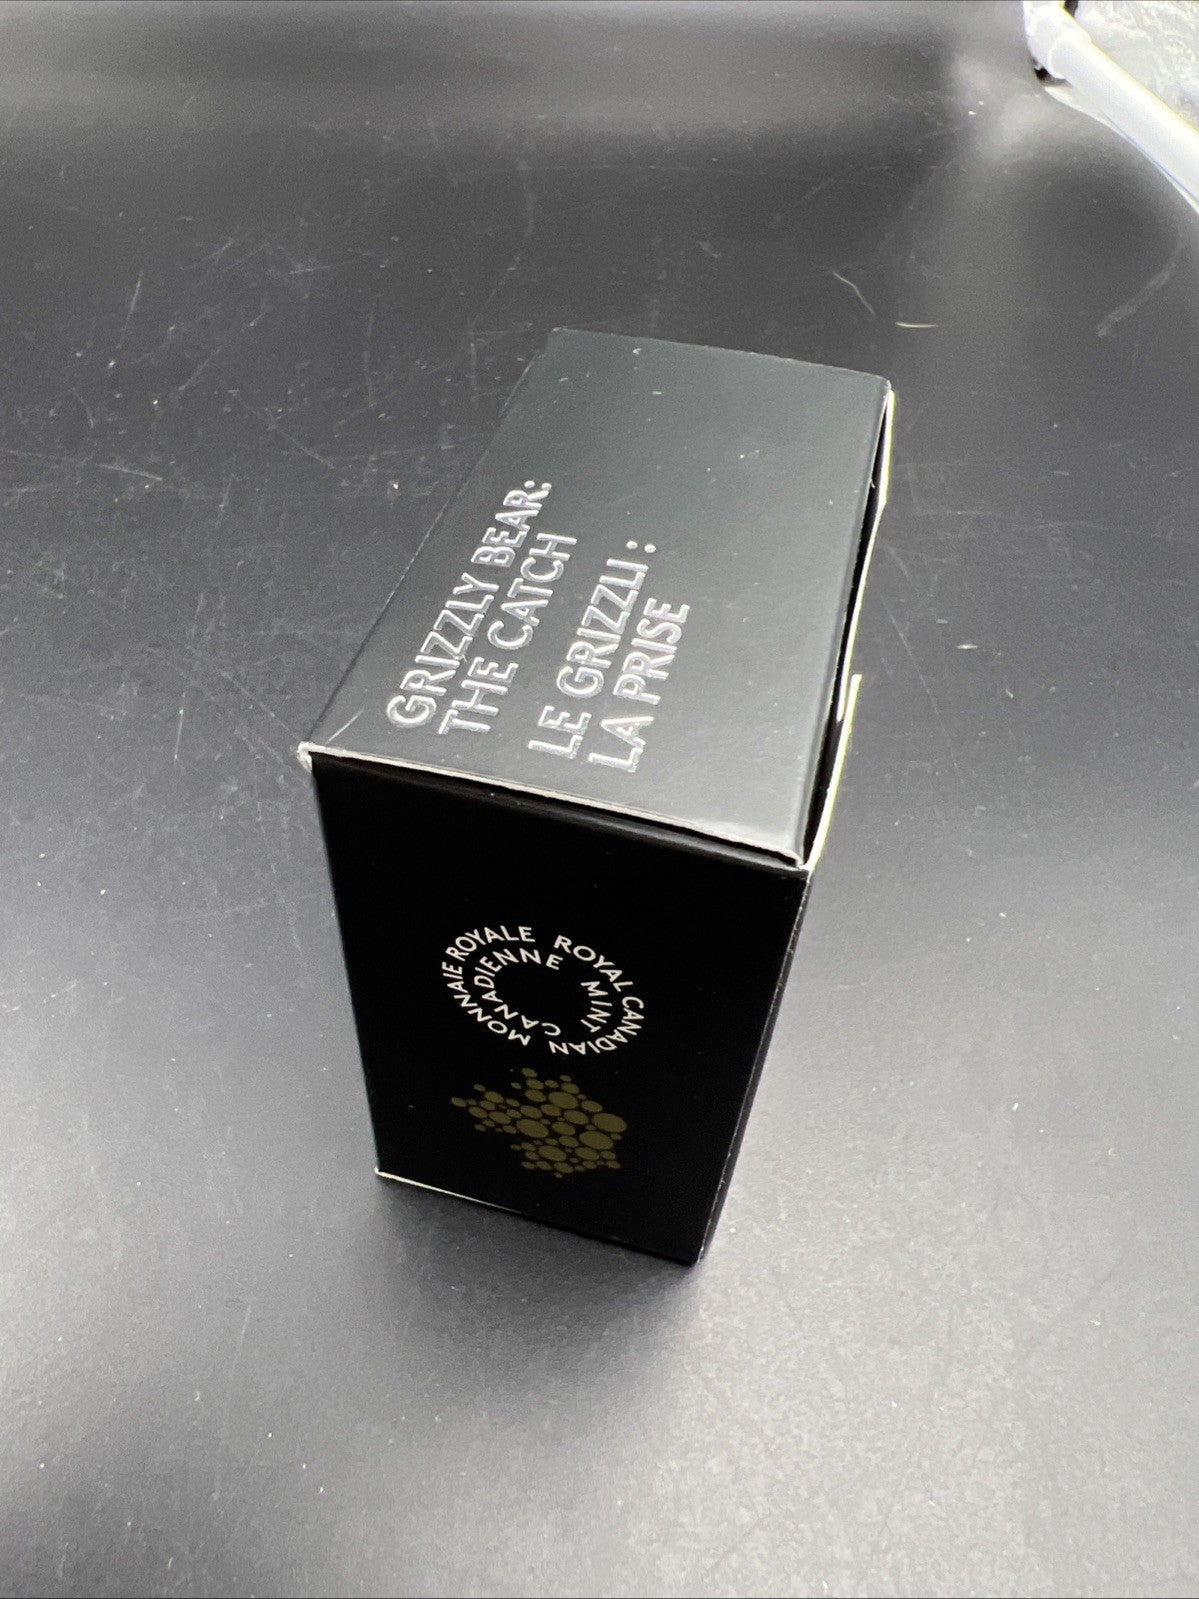 GRIZZLY BEAR:
THE CATCH
LE GRIZZLI :
LA PRISE
MONNAIE ROYALE CANADIENNE
ROYAL CANADIAN MINT